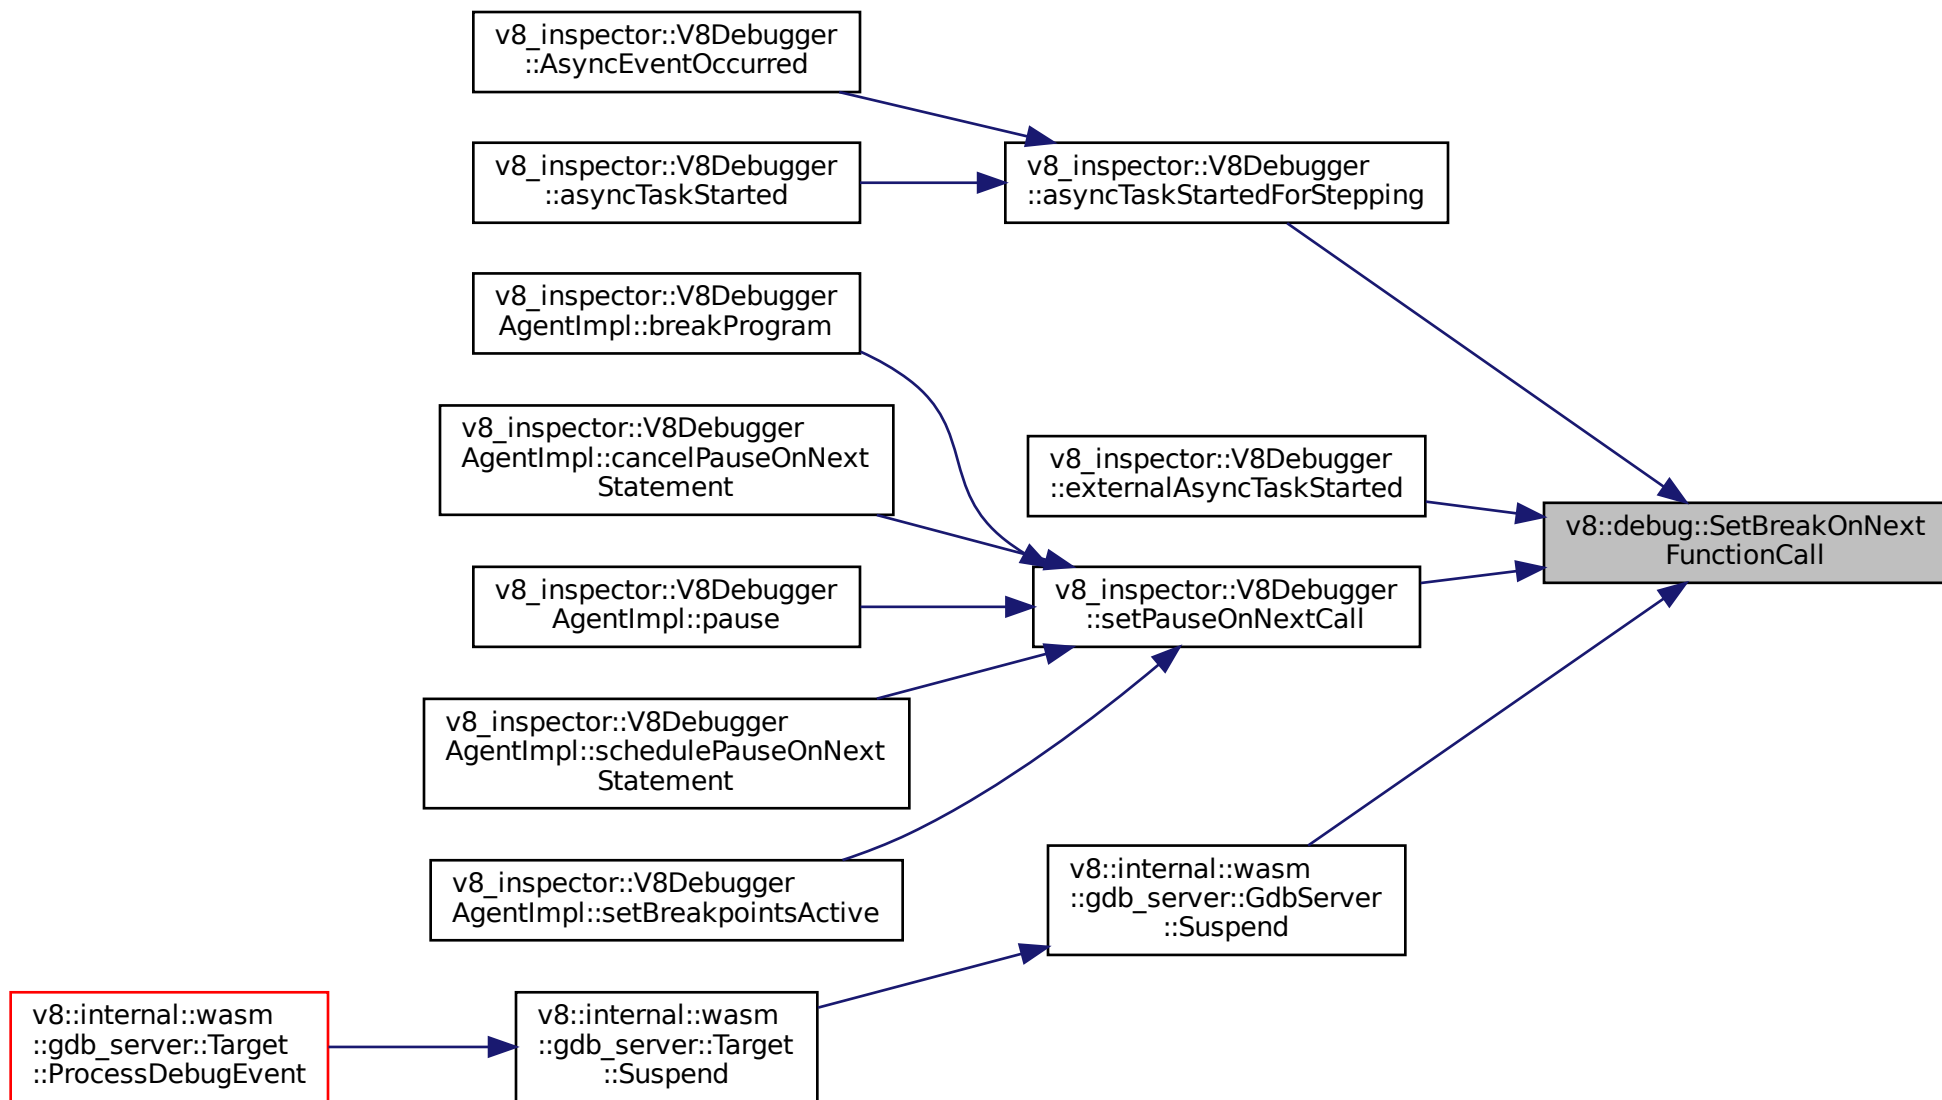 v8_inspector::V8Debugger
::AsyncEventOccurred
v8_inspector::V8Debugger
::asyncTaskStarted
v8_inspector::V8Debugger
::asyncTaskStartedForStepping
v8_inspector::V8Debugger
AgentImpl::breakProgram
v8_inspector::V8Debugger
AgentImpl::cancelPauseOnNext
Statement
v8_inspector::V8Debugger
::externalAsyncTaskStarted
v8::debug::SetBreakOnNext
FunctionCall
v8_inspector::V8Debugger
AgentImpl::pause
v8_inspector::V8Debugger
::setPauseOnNextCall
v8_inspector::V8Debugger
AgentImpl::schedulePauseOnNext
Statement
v8_inspector::V8Debugger
AgentImpl::setBreakpointsActive
v8::internal::wasm
::gdb_server::GdbServer
::Suspend
v8::internal::wasm
::gdb_server::Target
::ProcessDebugEvent
v8::internal::wasm
::gdb_server::Target
::Suspend